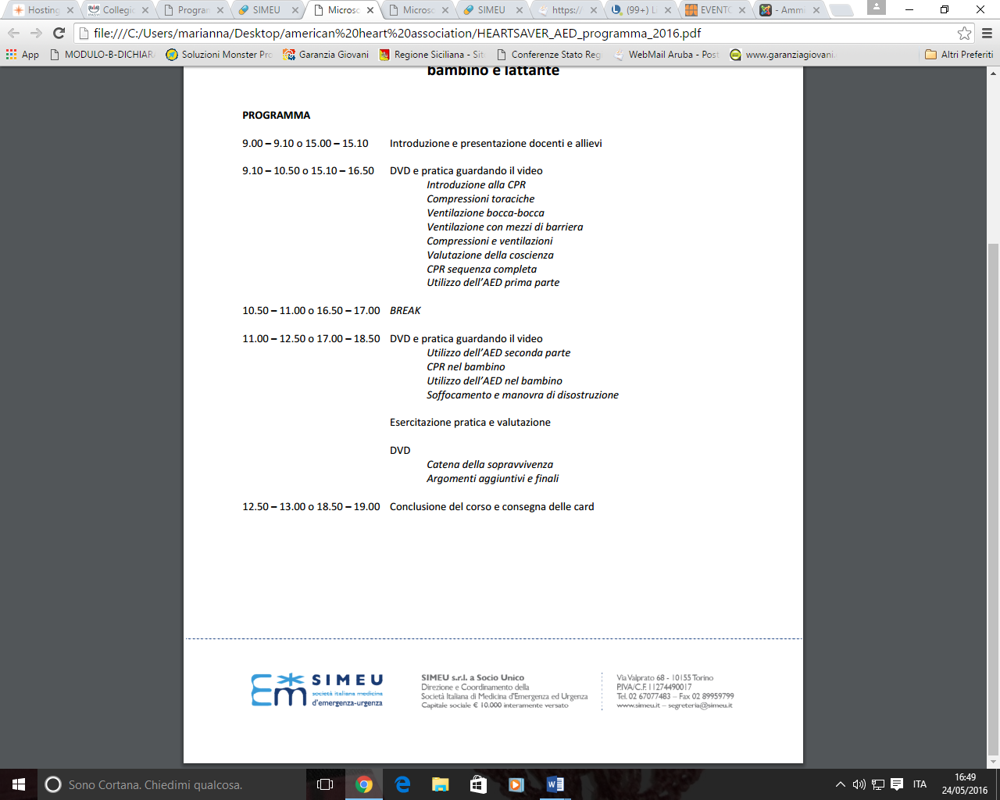 Hosting
Collegio
Program
SIMEU
Microso
Microso
SIMEU
https://
(99+) Li
EVENTO
- Ammi
file:///C:/Users/marianna/Desktop/american%20heart%20association/HEARTSAVER_AED_programma_2016.pdf
App
MODULO-B-DICHIAR
Soluzioni Monster Pro
Garanzia Giovani
Regione Siciliana - Sit
Conferenze Stato Reg
WebMail Aruba - Post
www.garanziagiovani.
Altri Preferiti
bambino e lattante
PROGRAMMA
9.00 – 9.10 o 15.00 – 15.10 Introduzione e presentazione docenti e allievi
9.10 – 10.50 o 15.10 – 16.50 DVD e pratica guardando il video
Introduzione alla CPR
Compressioni toraciche
Ventilazione bocca-bocca
Ventilazione con mezzi di barriera
Compressioni e ventilazioni
Valutazione della coscienza
CPR sequenza completa
Utilizzo dell’AED prima parte
10.50 – 11.00 o 16.50 – 17.00 BREAK
11.00 – 12.50 o 17.00 – 18.50 DVD e pratica guardando il video
Utilizzo dell’AED seconda parte
CPR nel bambino
Utilizzo dell’AED nel bambino
Soffocamento e manovra di disostruzione
Esercitazione pratica e valutazione
DVD
Catena della sopravvivenza
Argomenti aggiuntivi e finali
12.50 – 13.00 o 18.50 – 19.00 Conclusione del corso e consegna delle card
Em SIMEU
società italiana medicina
d'emergenza-urgenza
SIMEU s.r.l. a Socio Unico
Direzione e Coordinamento della
Società Italiana di Medicina d'Emergenza ed Urgenza
Capitale sociale € 10.000 interamente versato
Via Valprato 68 - 10155 Torino
P.IVA/C.F. 11274490017
Tel. 02 67077483 – Fax 02 89959799
www.simeu.it – segreteria@simeu.it
Sono Cortana. Chiedimi qualcosa.
ITA
16:49
24/05/2016